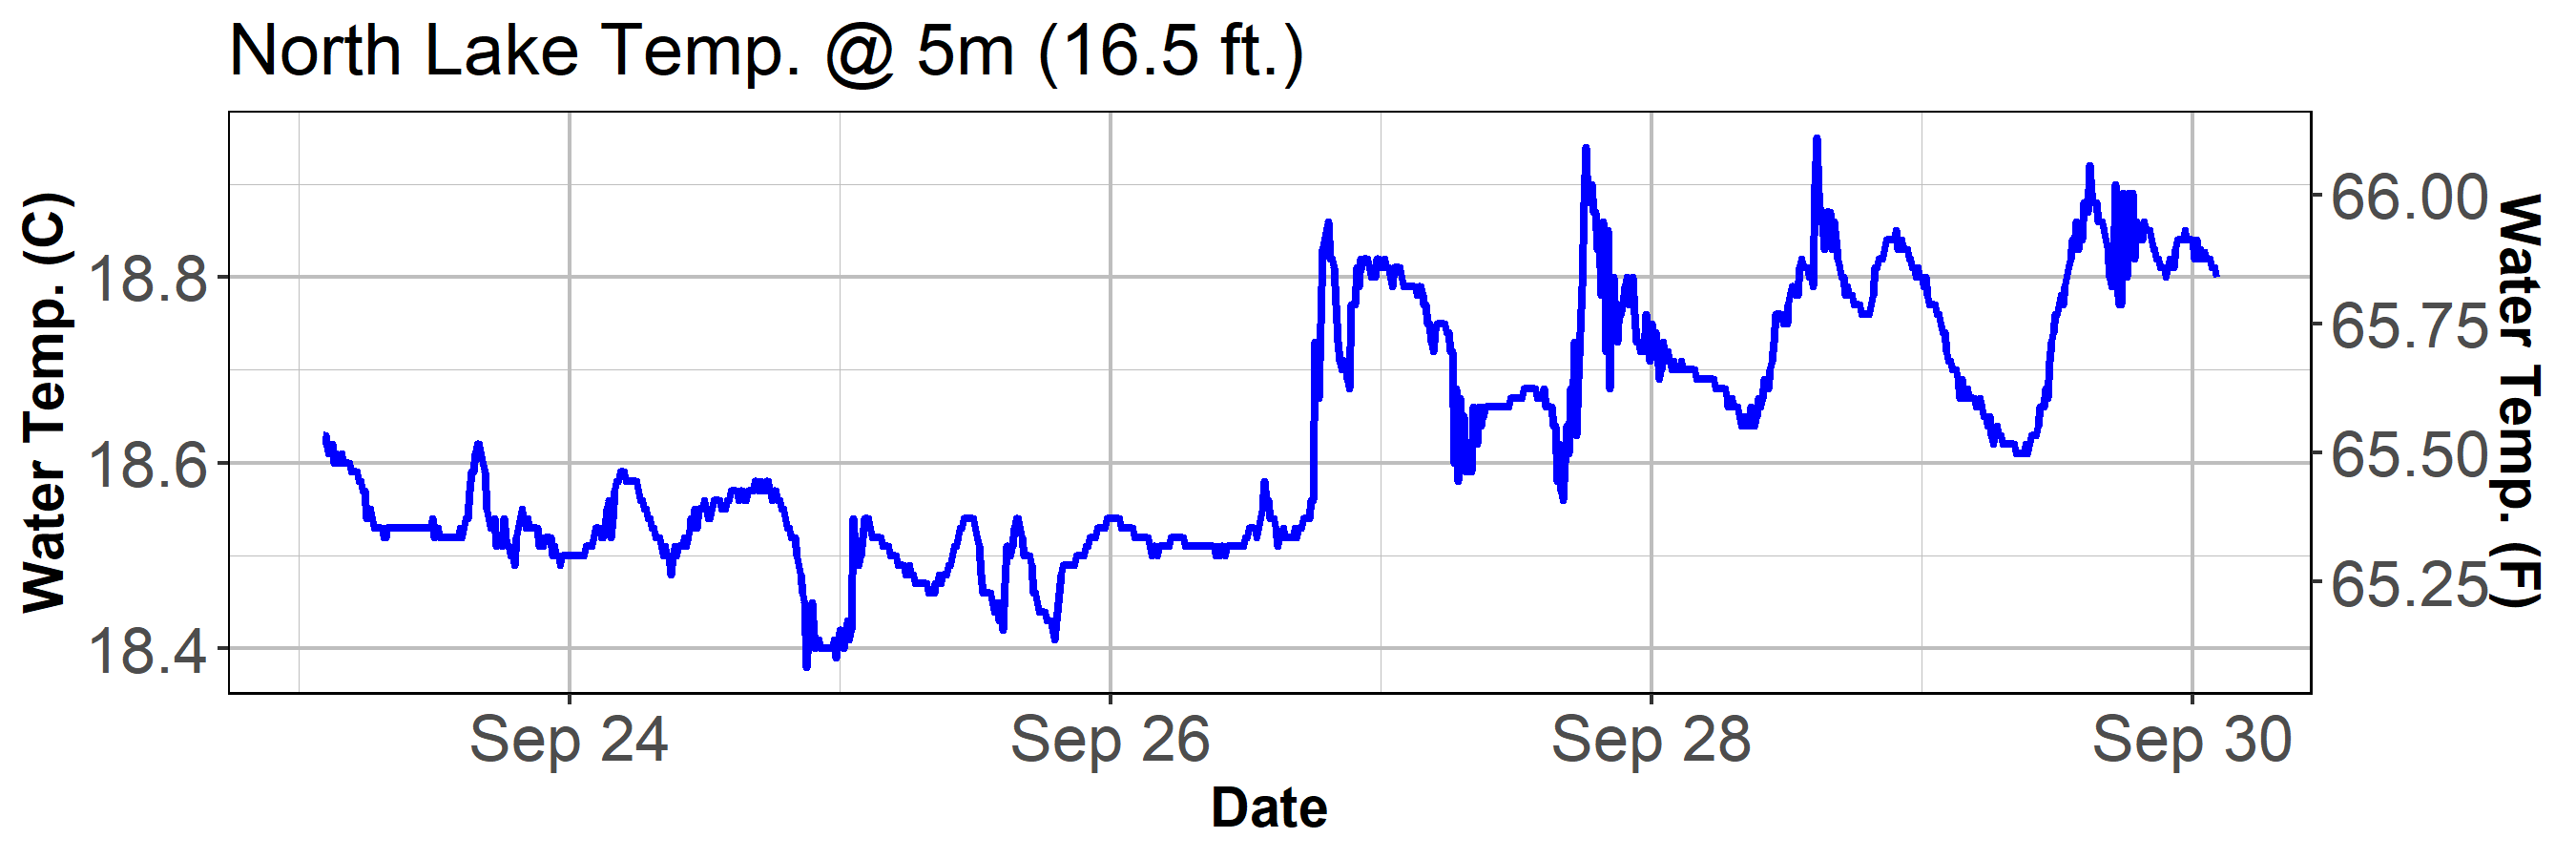 North Lake Temp. @ 5m (16.5 ft.)
Water Temp. (C)
18.8
18.6
18.4
66.00
65.75
65.50
65.25
Water Temp. (F)
Sep 24 Sep 26 Sep 28 Sep 30
Date